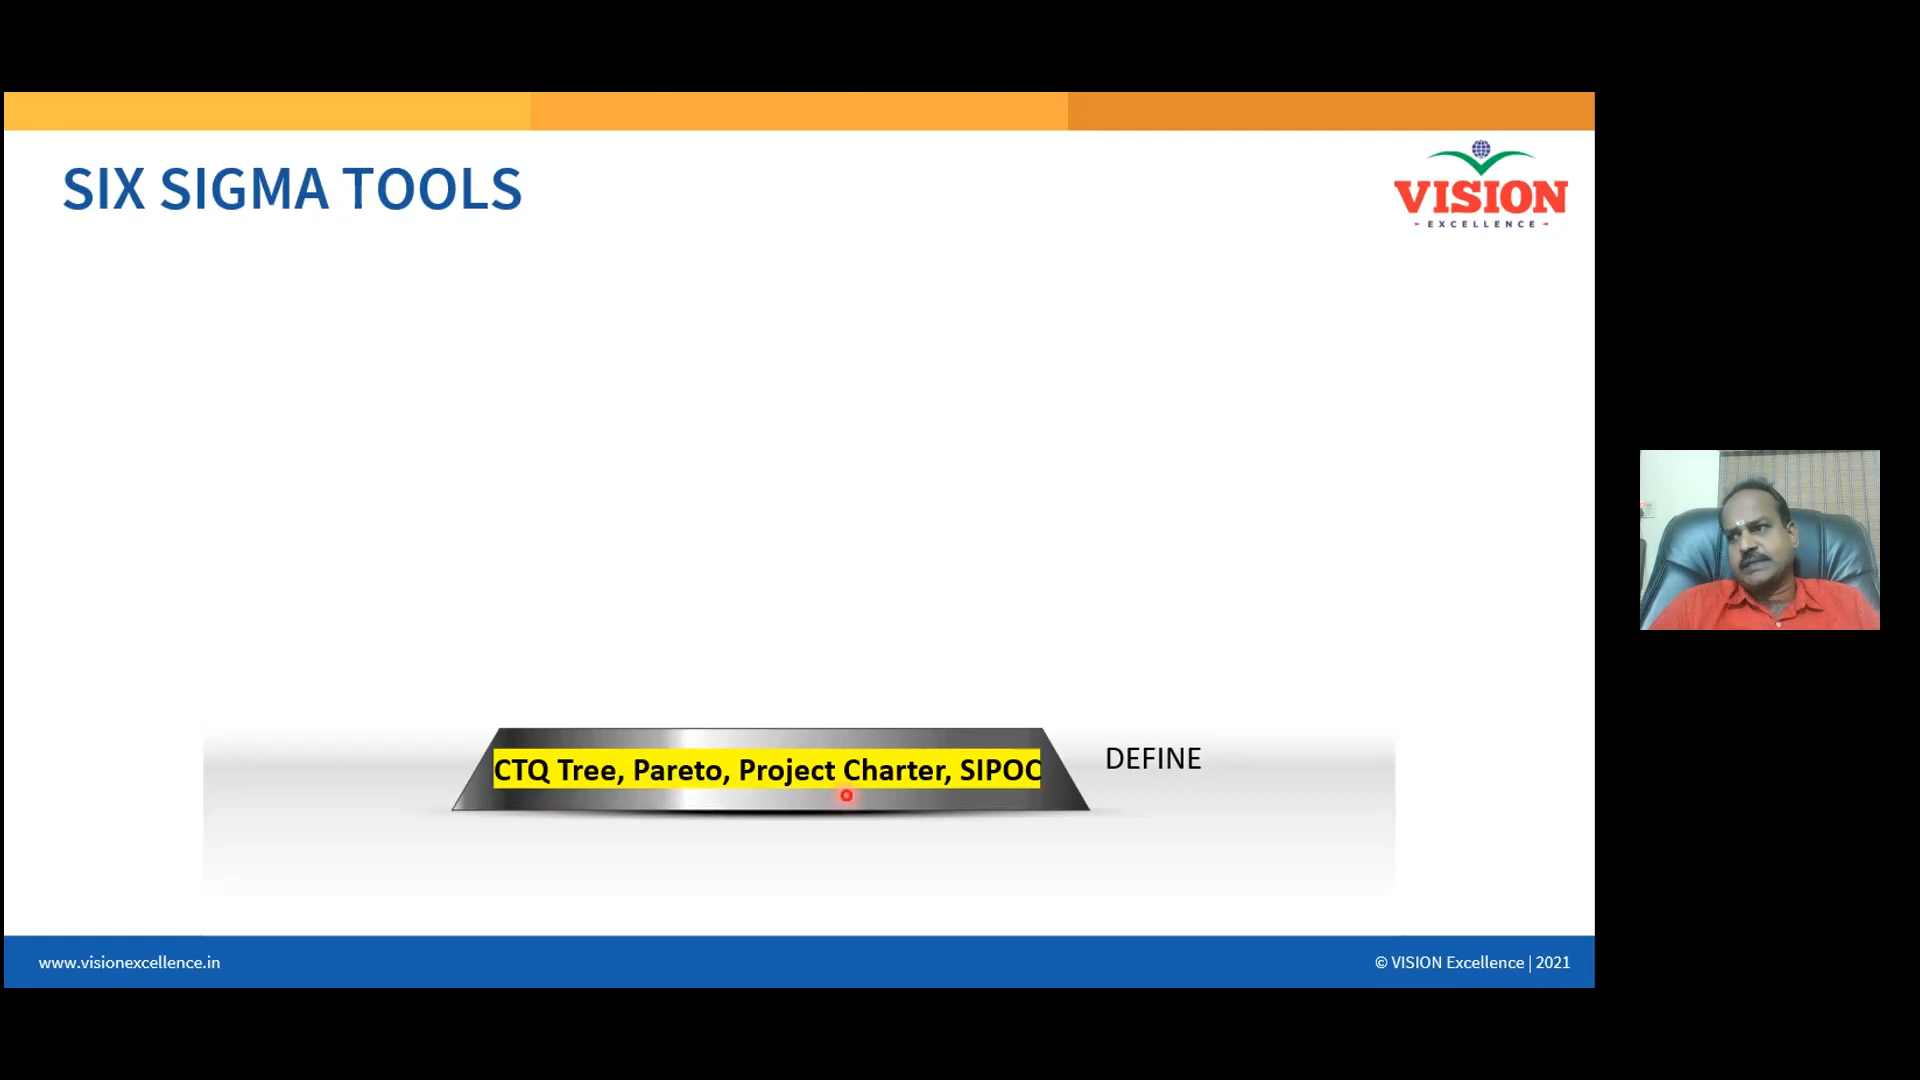 SIX SIGMA TOOLS
VISION
EXCELLENCE
CTQ Tree, Pareto, Project Charter, SIPOC
DEFINE
www.visionexcellence.in
© VISION Excellence | 2021